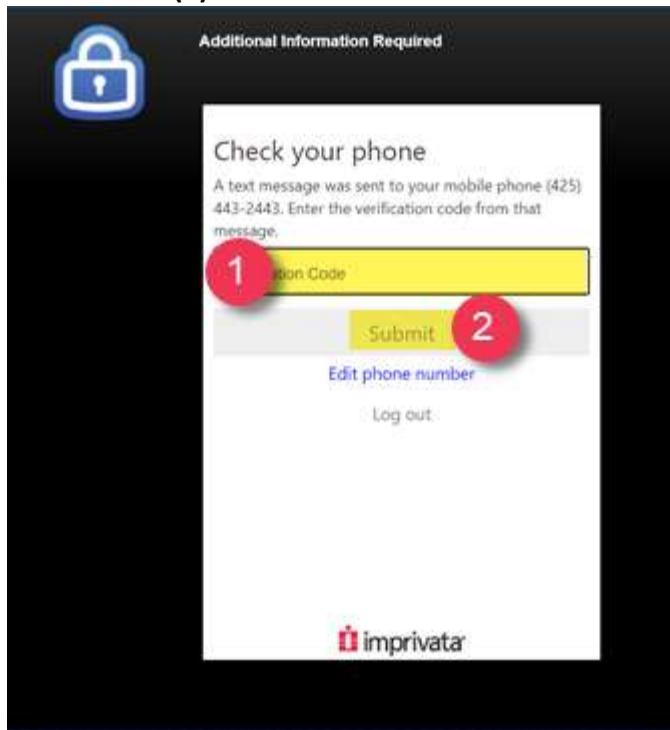 Additional Information Required
Check your phone
A text message was sent to your mobile phone (425)
443-2443. Enter the verification code from that
message.
1
Code
Submit
2
Edit phone number
Log out
imprivata